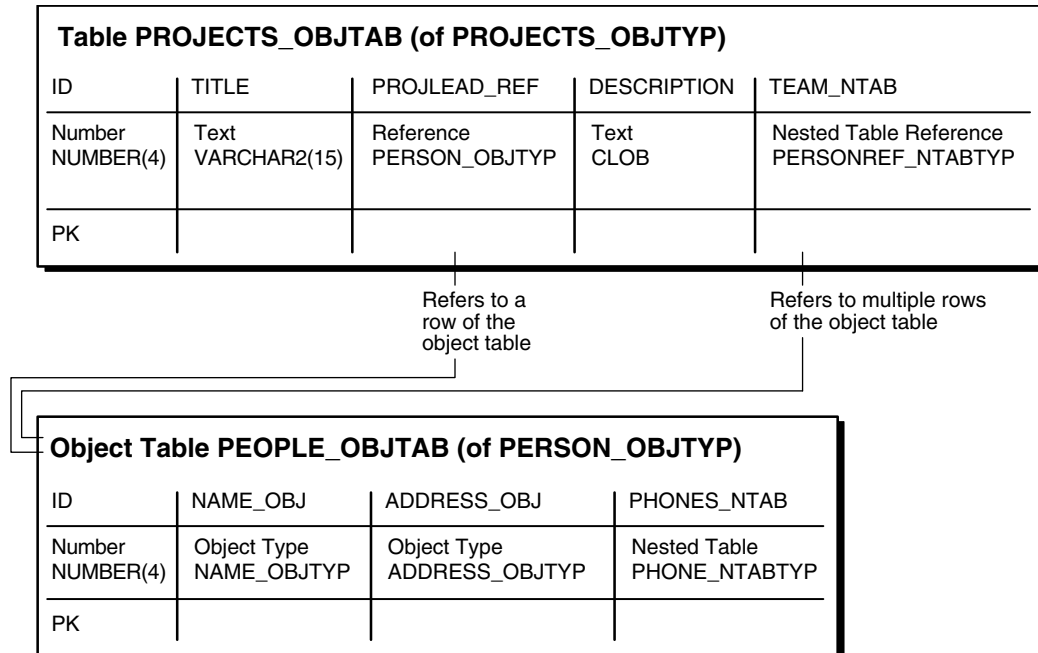 Table PROJECTS_OBJTAB (of PROJECTS_OBJTYP)
ID TITLE PROJLEAD_REF DESCRIPTION TEAM_NTAB
Number Text Reference Text Nested Table Reference
NUMBER(4) VARCHAR2(15) PERSON_OBJTYP CLOB PERSONREF_NTABTYP
PK
Refers to a
row of the
object table
Refers to multiple rows
of the object table
Object Table PEOPLE_OBJTAB (of PERSON_OBJTYP)
ID NAME_OBJ ADDRESS_OBJ PHONES_NTAB
Number Object Type Object Type Nested Table
NUMBER(4) NAME_OBJTYP ADDRESS_OBJTYP PHONE_NTABTYP
PK